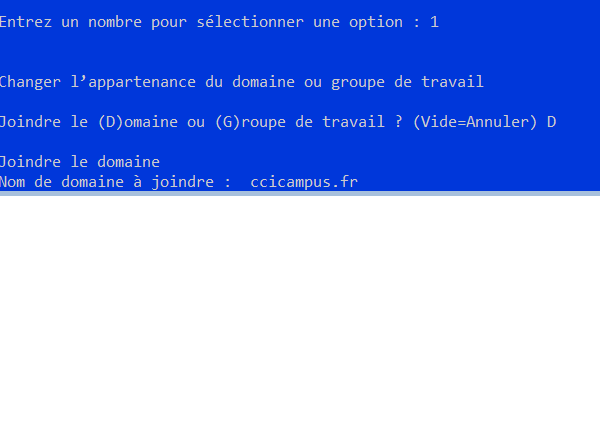 Entrez un nombre pour sélectionner une option : 1
Changer l’appartenance du domaine ou groupe de travail
Joindre le (D)omaine ou (G)roupe de travail ? (Vide=Annuler) D
Joindre le domaine
Nom de domaine à joindre :  ccicampus.fr